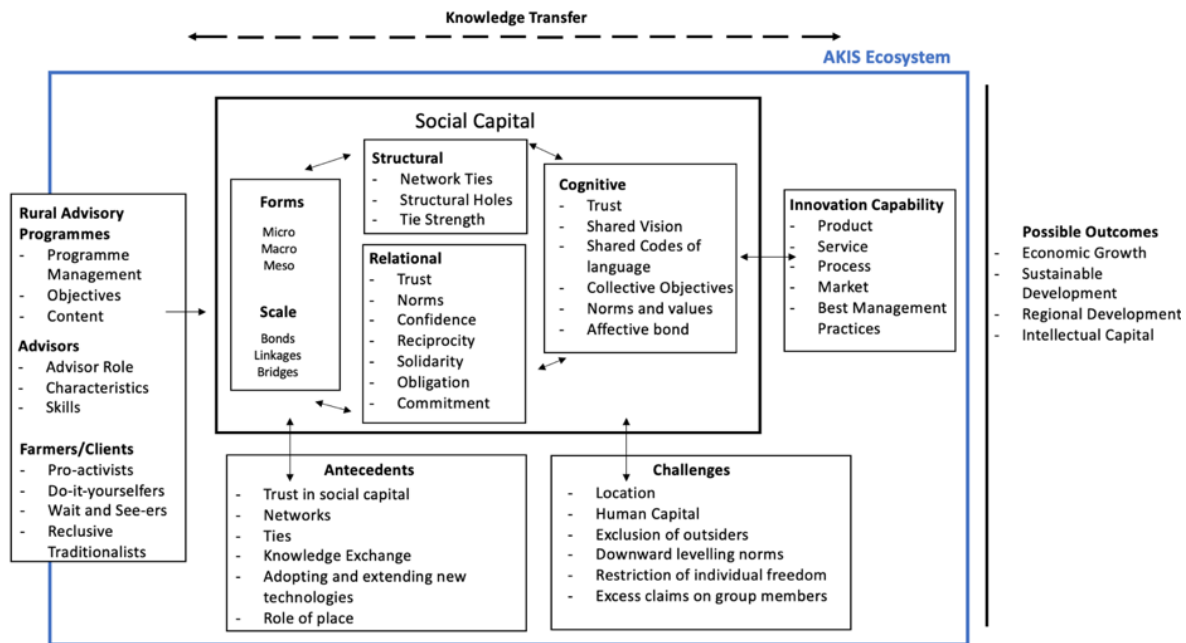 Knowledge Transfer
AKIS Ecosystem
Rural Advisory
Programmes
- Programme
Management
- Objectives
- Content
Advisors
- Advisor Role
- Characteristics
- Skills
Farmers/Clients
- Pro-activists
- Do-it-yourselfers
- Wait and See-ers
- Reclusive
Traditionalists
Social Capital
Forms
Micro
Macro
Meso
Scale
Bonds
Linkages
Bridges
Structural
- Network Ties
- Structural Holes
- Tie Strength
Relational
- Trust
- Norms
- Confidence
- Reciprocity
- Solidarity
- Obligation
- Commitment
Cognitive
- Trust
- Shared Vision
- Shared Codes of
language
- Collective Objectives
- Norms and values
- Affective bond
Innovation Capability
- Product
- Service
- Process
- Market
- Best Management
Practices
Possible Outcomes
- Economic Growth
- Sustainable
Development
- Regional Development
- Intellectual Capital
Antecedents
- Trust in social capital
- Networks
- Ties
- Knowledge Exchange
- Adopting and extending new
technologies
- Role of place
Challenges
- Location
- Human Capital
- Exclusion of outsiders
- Downward levelling norms
- Restriction of individual freedom
- Excess claims on group members